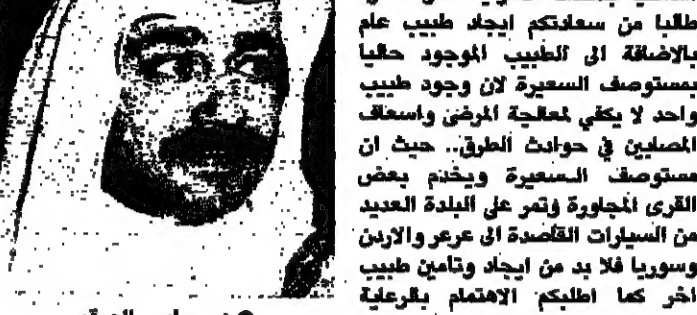 طالبا من سعادتكم ايجاد طبيب عام
بالاضافة الى الطبيب الموجود حاليا
بمستوصف السعيرة لان وجود طبيب
واحد لا يكفي لمعالجة المرضى واسعاف
المصابين في حوادث الطرق.. حيث ان
مستوصف السعيرة ويخدم بعض
القرى المجاورة وتمر على البلدة العديد
من السيارات القاصدة الى عرعر والاردن
وسوريا فلا بد من ايجاد وتامين طبيب
اخر كما اطلبكم الاهتمام بالرعاية